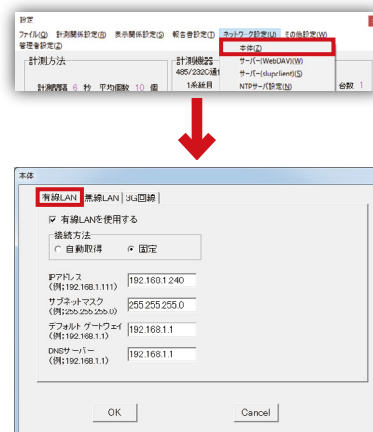 設定
ファイル(Q) 計測関係設定(R) 表示関係設定(S) 報告書設定(T) ネットワーク設定(U) その他設定(W)
管理者設定(Z)
本体(Z)
サーバー(WebDAV)(W)
サーバー(slupclient)(S)
NTPサーバ設定(N)
計測方法
計測間隔 6 秒 平均個数 10 個
計測機器
485/232C通
1系統目
台数 1
本体
有線LAN 無線LAN 3G回線
有線LANを使用する
接続方法
自動取得 固定
IPアドレス
(例;192.168.1.111)
192.168.1.240
サブネットマスク
(例;255.255.255.0)
255.255.255.0
デフォルト ゲートウェイ
(例;192.168.1.1)
192.168.1.1
DNSサーバー
(例;192.168.1.1)
192.168.1.1
OK Cancel